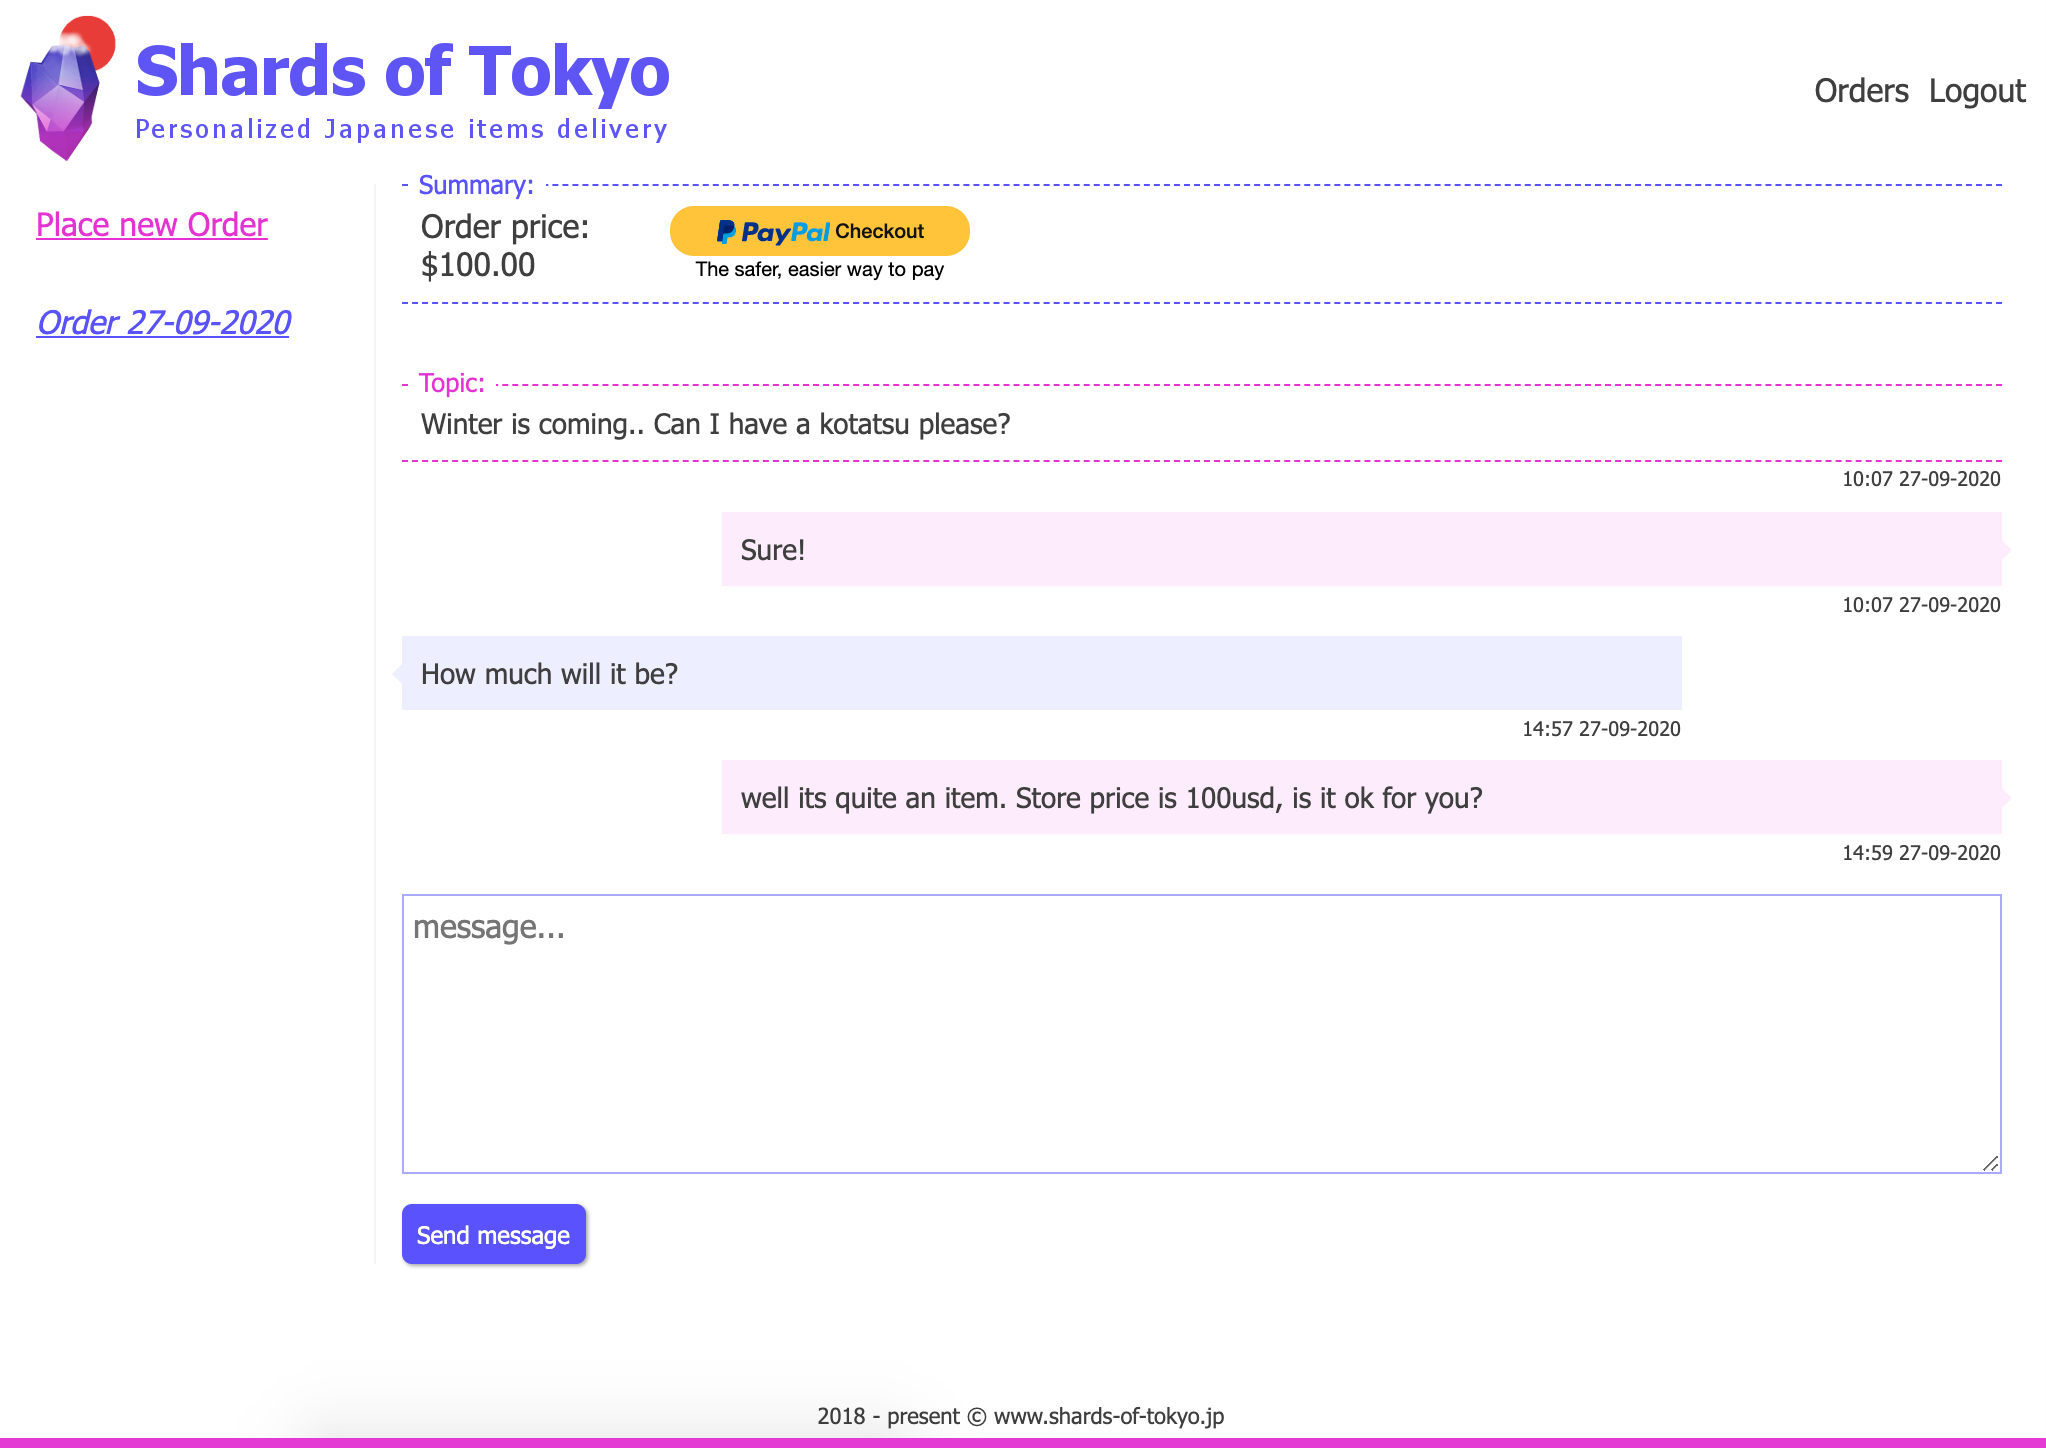 Shards of Tokyo
Personalized Japanese items delivery
Orders Logout
Place new Order
Order 27-09-2020
Summary:
Order price:
$100.00
PayPal Checkout
The safer, easier way to pay
Topic:
Winter is coming.. Can I have a kotatsu please?
10:07 27-09-2020
Sure!
10:07 27-09-2020
How much will it be?
14:57 27-09-2020
well its quite an item. Store price is 100usd, is it ok for you?
14:59 27-09-2020
message...
Send message
2018 - present © www.shards-of-tokyo.jp